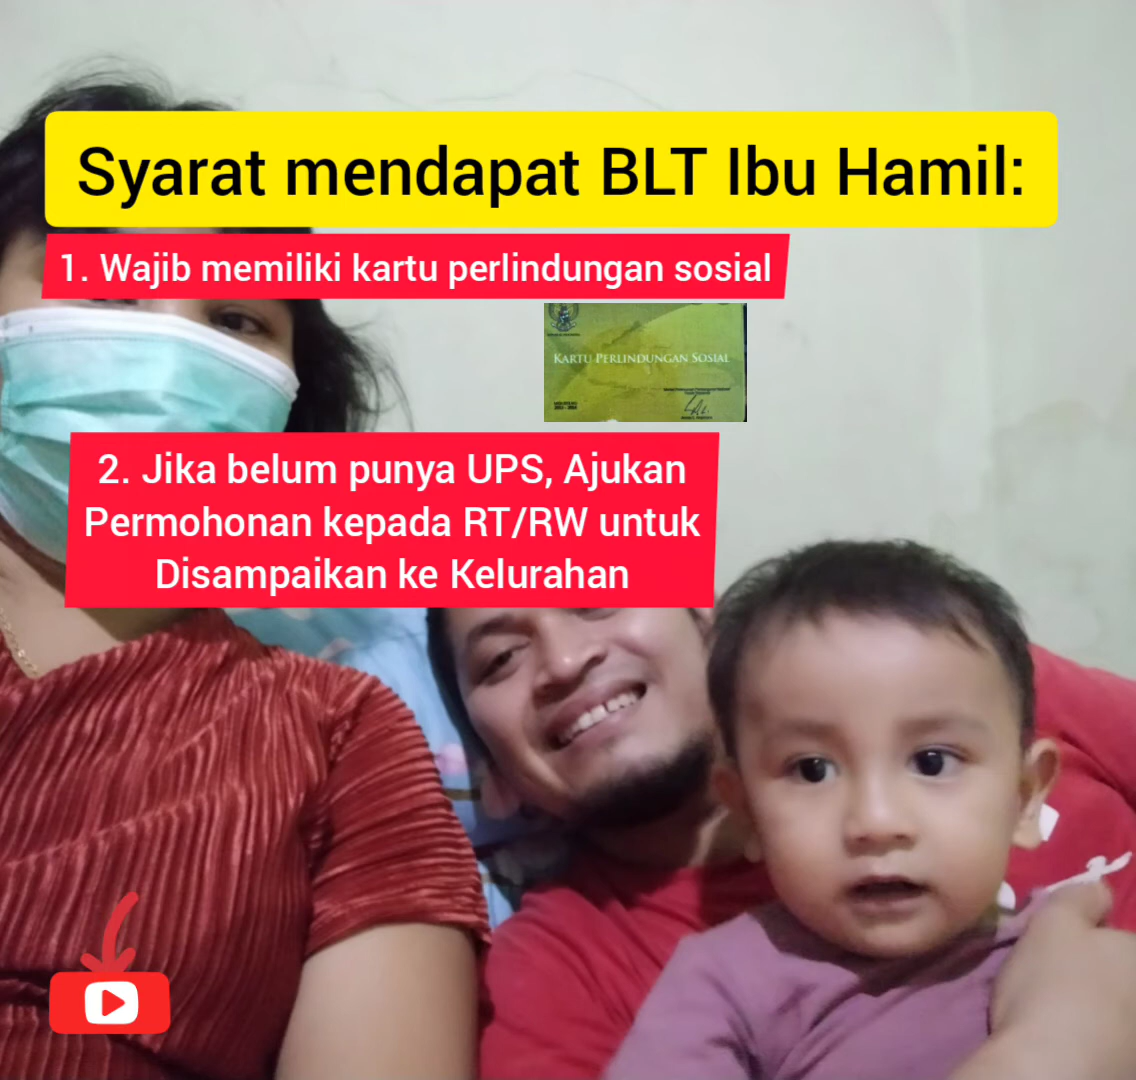 Syarat mendapat BLT Ibu Hamil:
1. Wajib memiliki kartu perlindungan sosial
KARTU PERLINDUNGAN SOSIAL
2. Jika belum punya UPS, Ajukan
Permohonan kepada RT/RW untuk
Disampaikan ke Kelurahan